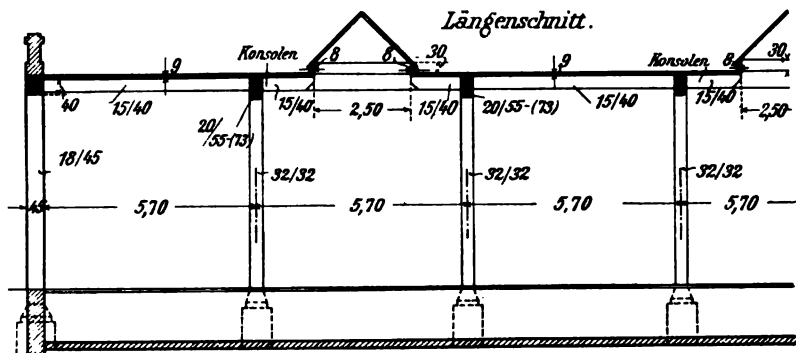 Längenschnitt.
Konsolen 8 8 30 Konsolen 8 30
9 9
40 15/40 15/40 2,50 15/40 15/40 15/40 2,50
20/ 20/55-(73)
/55-(73)
18/45
32/32 32/32 32/32
45 5,70 5,70 5,70 5,70